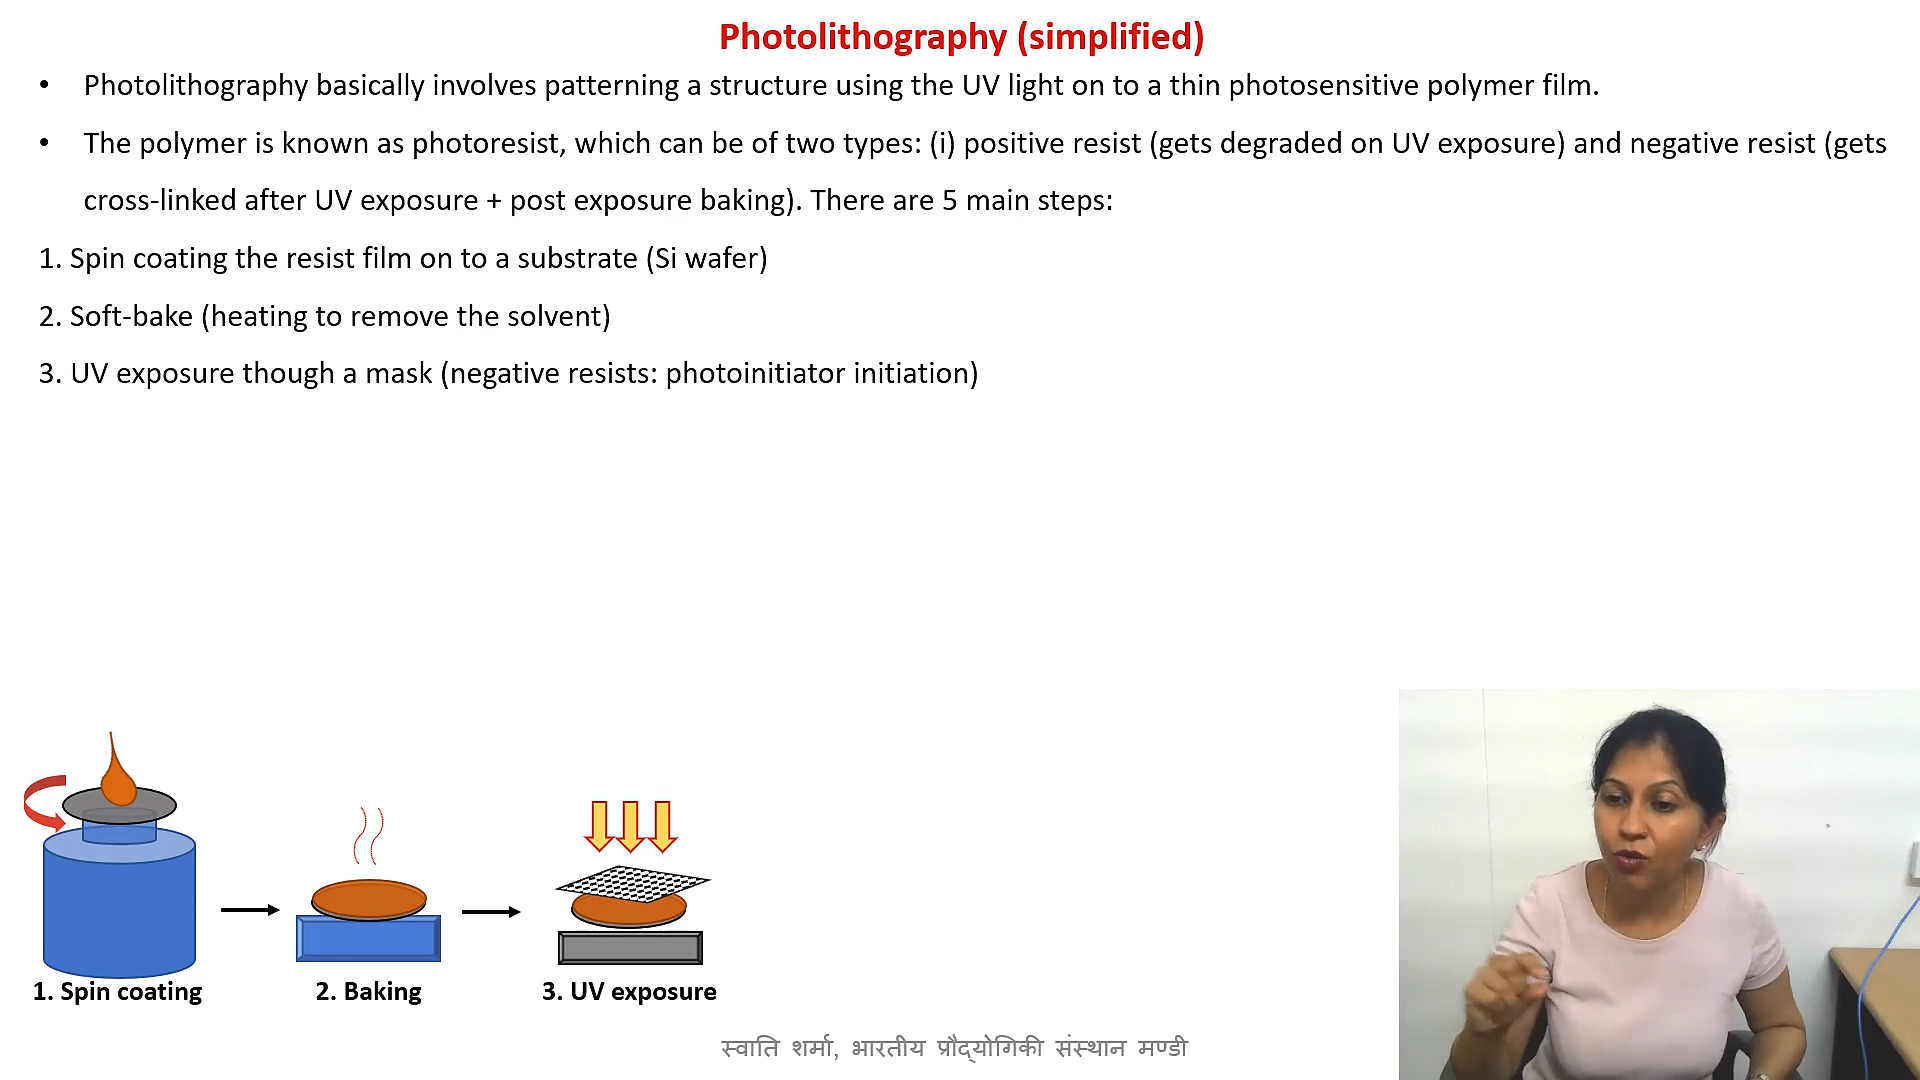 Photolithography (simplified)
• Photolithography basically involves patterning a structure using the UV light on to a thin photosensitive polymer film.
• The polymer is known as photoresist, which can be of two types: (i) positive resist (gets degraded on UV exposure) and negative resist (gets
cross-linked after UV exposure + post exposure baking). There are 5 main steps:
1. Spin coating the resist film on to a substrate (Si wafer)
2. Soft-bake (heating to remove the solvent)
3. UV exposure though a mask (negative resists: photoinitiator initiation)
1. Spin coating
2. Baking
3. UV exposure
स्वाति शर्मा, भारतीय प्रौद्योगिकी संस्थान मण्डी